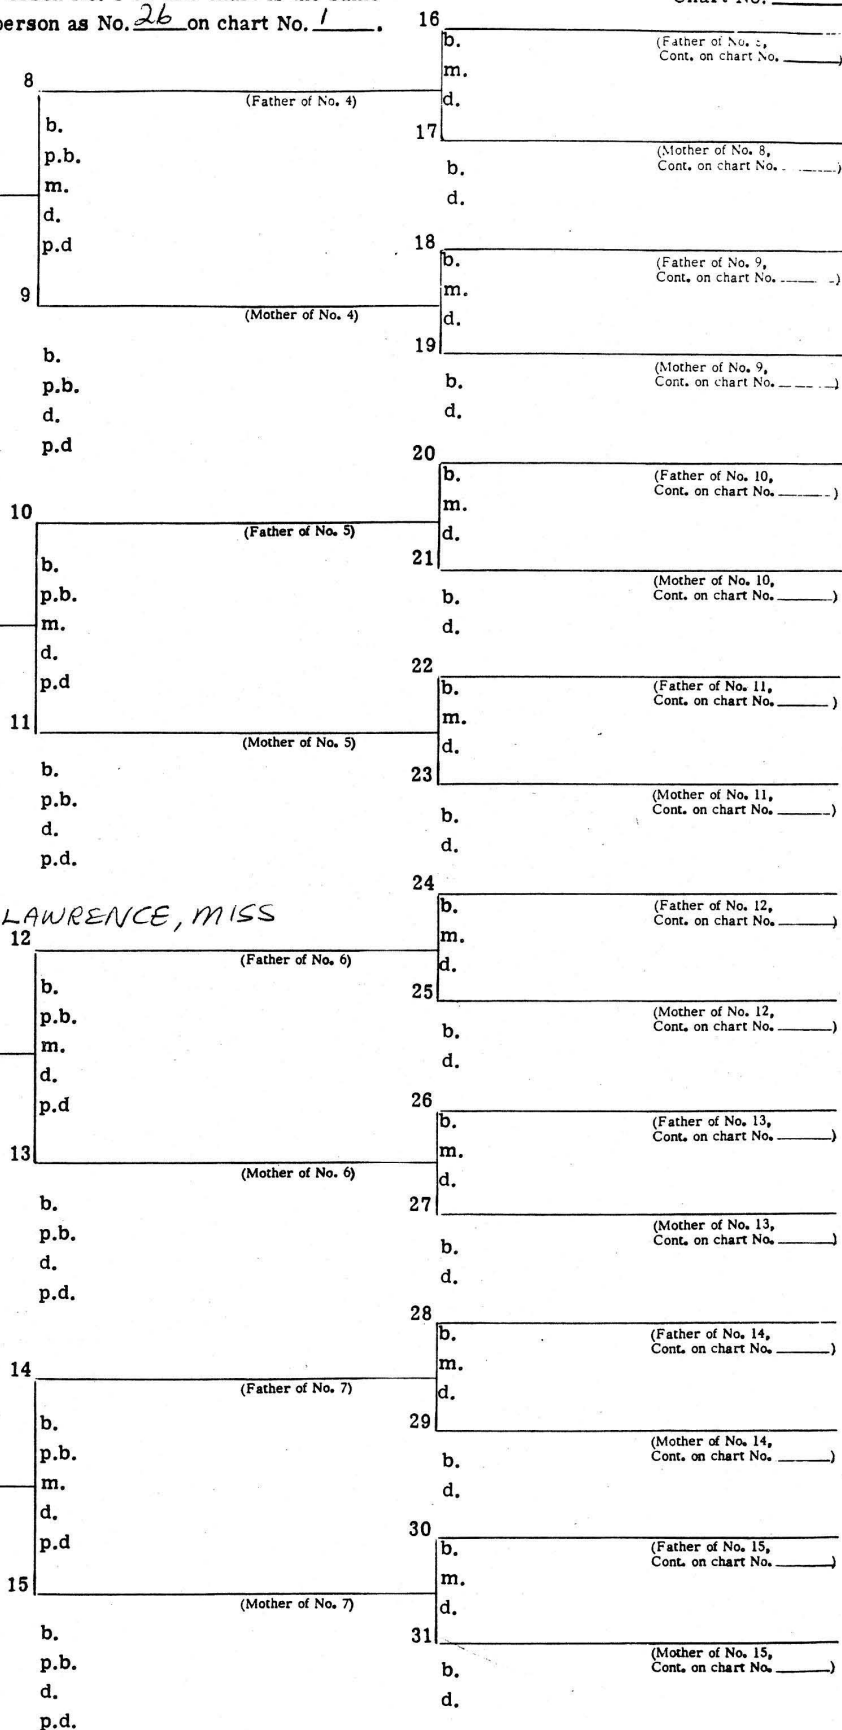 person as No. 26 on chart No. 1.
Chart No.
8
(Father of No. 4)
b.
p.b.
m.
d.
p.d
9
(Mother of No. 4)
b.
p.b.
d.
p.d
10
(Father of No. 5)
b.
p.b.
m.
d.
p.d
11
(Mother of No. 5)
b.
p.b.
d.
p.d.
LAWRENCE, MISS
12
(Father of No. 6)
b.
p.b.
m.
d.
p.d
13
(Mother of No. 6)
b.
p.b.
d.
p.d.
14
(Father of No. 7)
b.
p.b.
m.
d.
p.d
15
(Mother of No. 7)
b.
p.b.
d.
p.d.
16
b.
(Father of No.
Cont. on chart No. )
m.
d.
17
(Mother of No. 8,
Cont. on chart No. )
b.
d.
18
b.
(Father of No. 9,
Cont. on chart No. )
m.
d.
19
(Mother of No. 9,
Cont. on chart No. )
b.
d.
20
b.
(Father of No. 10,
Cont. on chart No. )
m.
d.
21
(Mother of No. 10,
Cont. on chart No. )
b.
d.
22
b.
(Father of No. 11,
Cont. on chart No. )
m.
d.
23
(Mother of No. 11,
Cont. on chart No. )
b.
d.
24
b.
(Father of No. 12,
Cont. on chart No. )
m.
d.
25
(Mother of No. 12,
Cont. on chart No. )
b.
d.
26
b.
(Father of No. 13,
Cont. on chart No. )
m.
d.
27
(Mother of No. 13,
Cont. on chart No. )
b.
d.
28
b.
(Father of No. 14,
Cont. on chart No. )
m.
d.
29
(Mother of No. 14,
Cont. on chart No. )
b.
d.
30
b.
(Father of No. 15,
Cont. on chart No. )
m.
d.
31
(Mother of No. 15,
Cont. on chart No. )
b.
d.